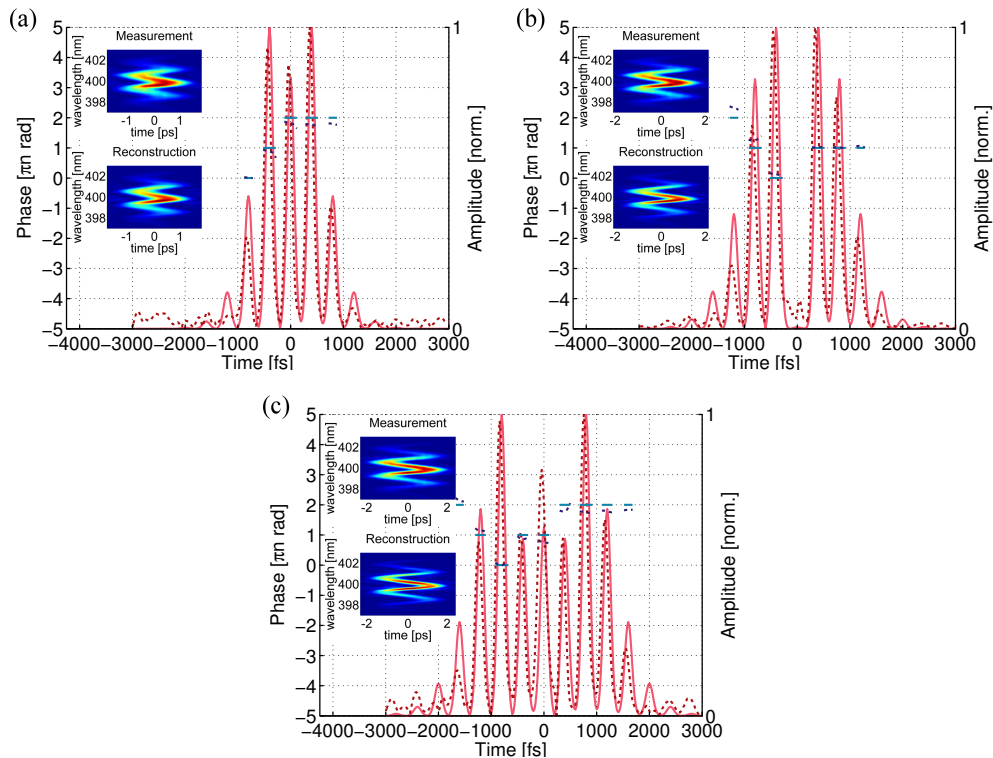 (a)
Phase [πn rad]
5
4
3
2
1
0
−1
−2
−3
−4
−5
−4000 −3000 −2000 −1000 0 1000 2000 3000
Time [fs]
1
0
Amplitude [norm.]
Measurement
wavelength [nm]
402
400
398
-1 0 1
time [ps]
Reconstruction
wavelength [nm]
402
400
398
-1 0 1
time [ps]
(b)
Phase [πn rad]
5
4
3
2
1
0
−1
−2
−3
−4
−5
−4000 −3000 −2000 −1000 0 1000 2000 3000
Time [fs]
1
0
Amplitude [norm.]
Measurement
wavelength [nm]
402
400
398
-2 0 2
time [ps]
Reconstruction
wavelength [nm]
402
400
398
-2 0 2
time [ps]
(c)
Phase [πn rad]
5
4
3
2
1
0
−1
−2
−3
−4
−5
−4000 −3000 −2000 −1000 0 1000 2000 3000
Time [fs]
1
0
Amplitude [norm.]
Measurement
wavelength [nm]
402
400
398
-2 0 2
time [ps]
Reconstruction
wavelength [nm]
402
400
398
-2 0 2
time [ps]